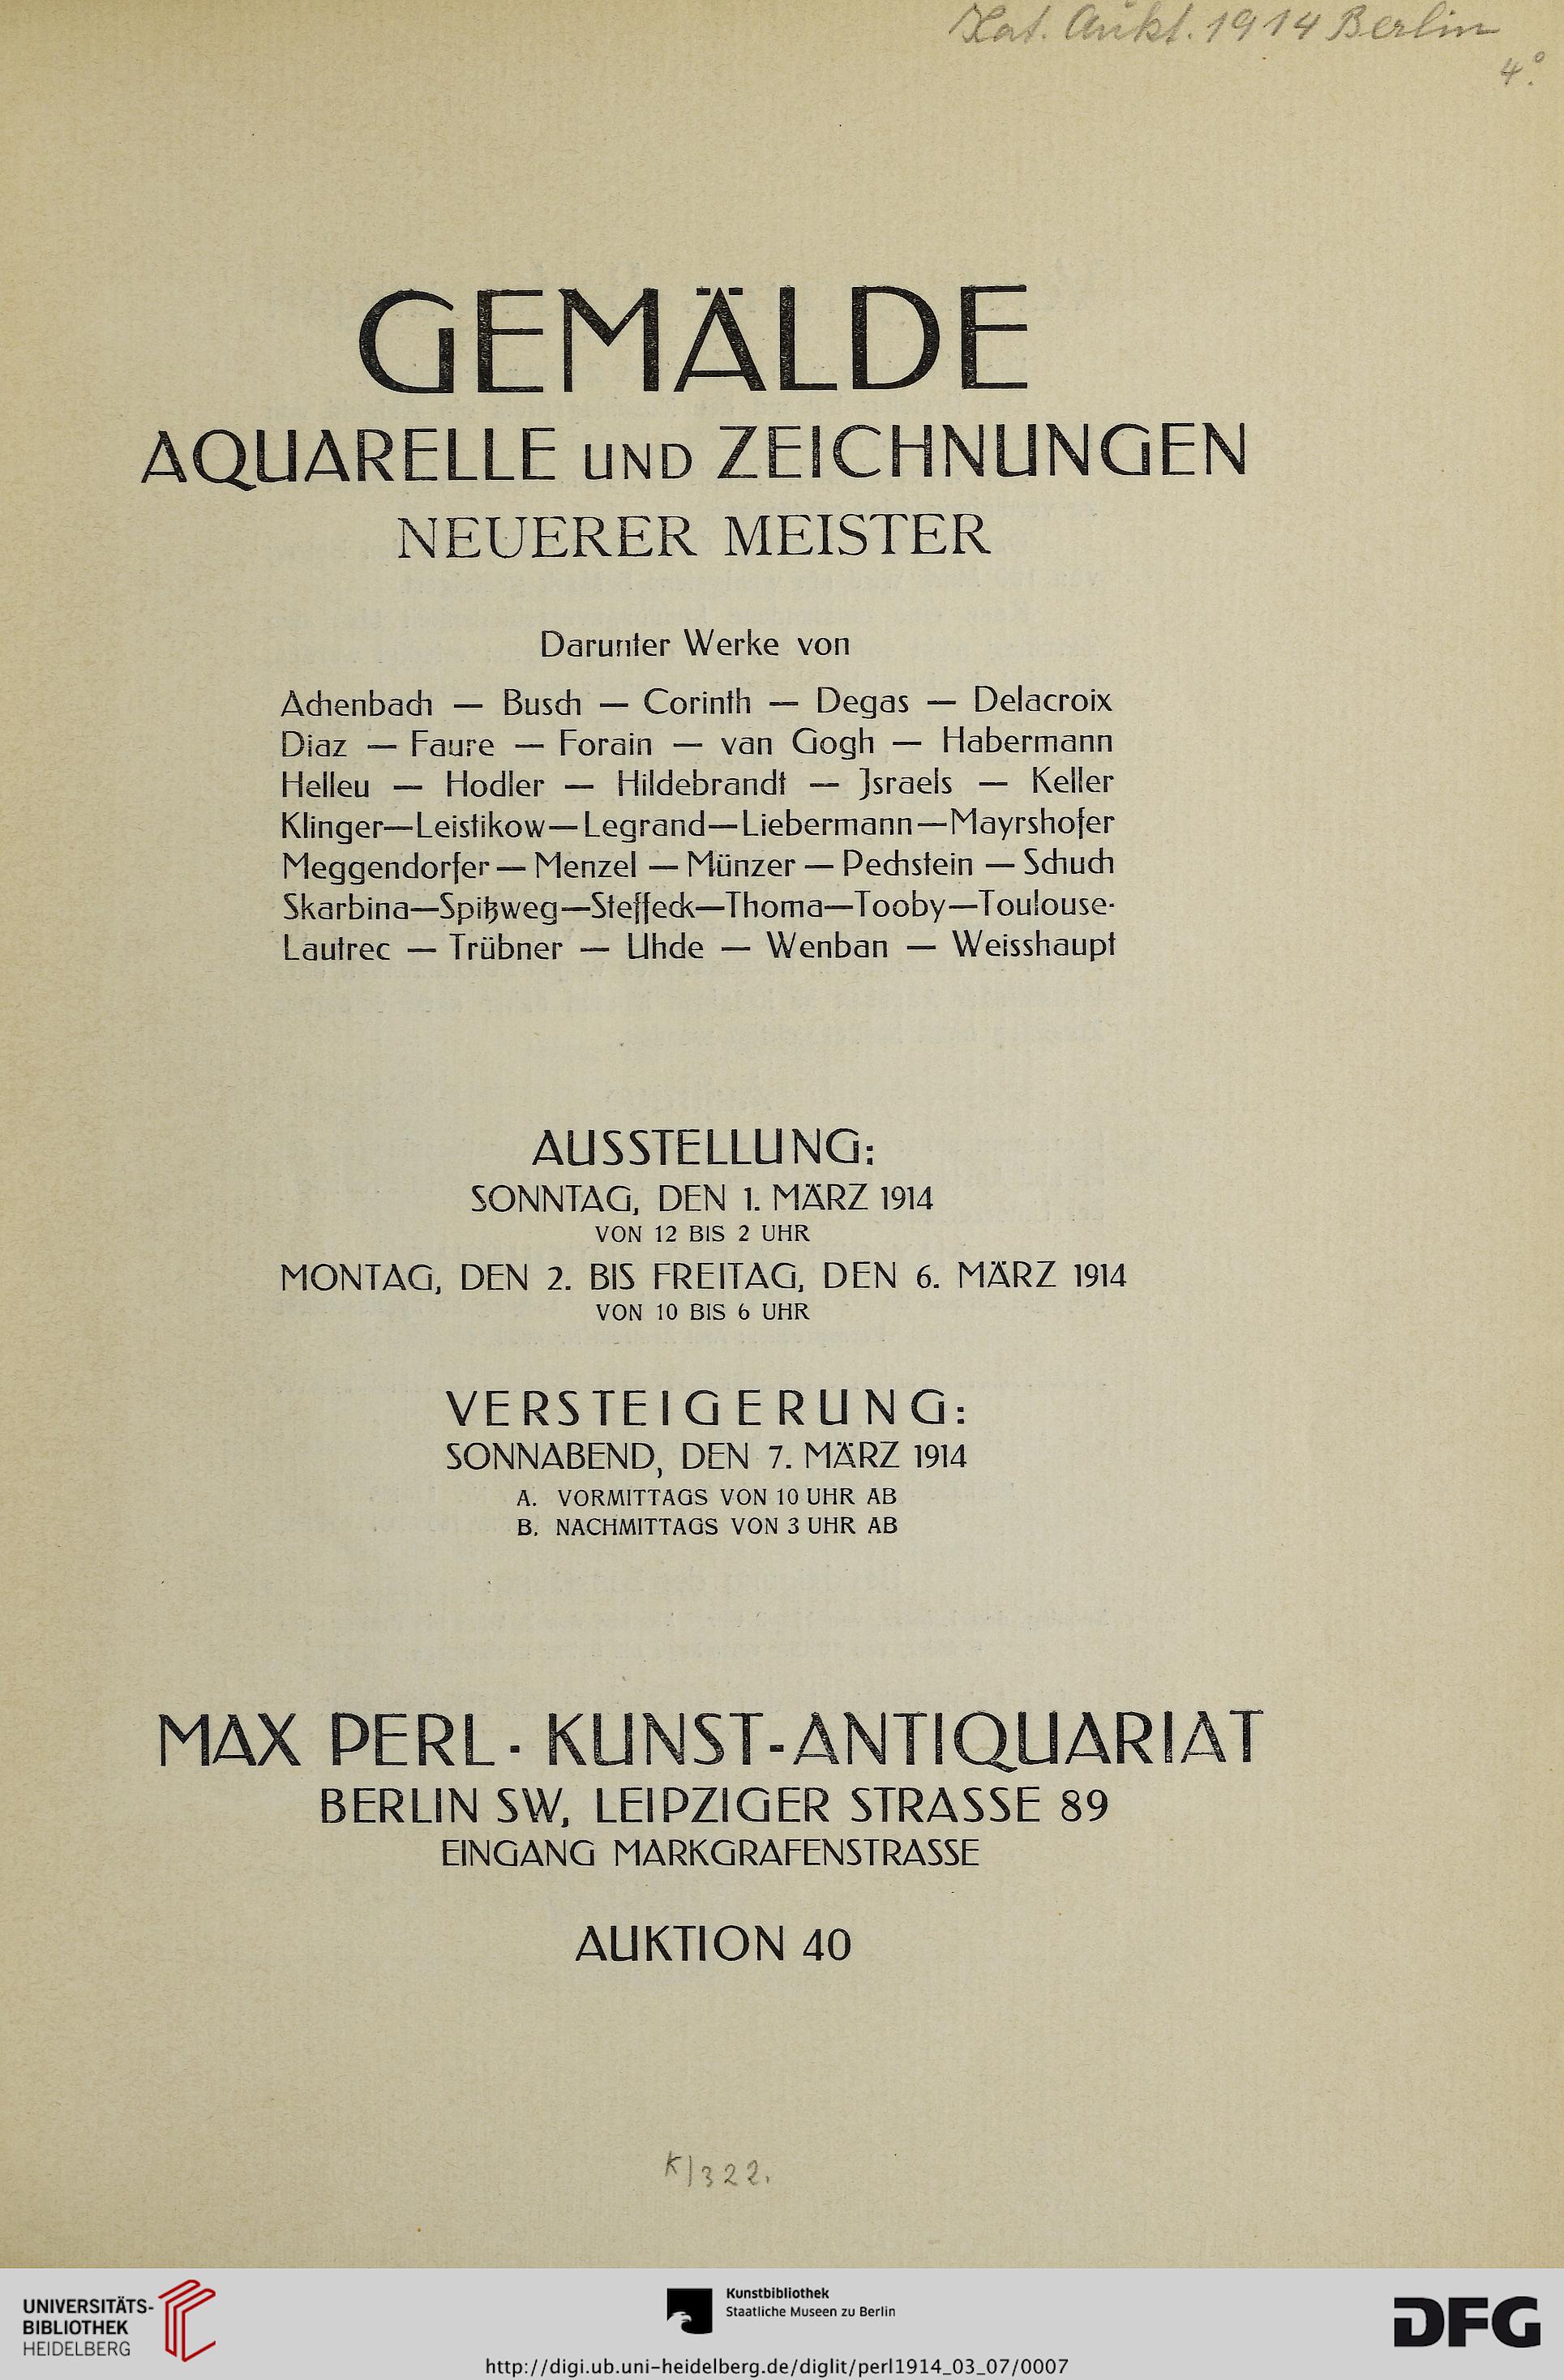 Kat. Aukt. 1914 Berlin
4°.
GEMÄLDE
AQUARELLE UND ZEICHNUNGEN
NEUERER MEISTER
Darunter Werke von
Achenbach — Busch — Corinth — Degas — Delacroix
Diaz — Faure — Forain — van Gogh — Habermann
Helleu — Hodler — Hildebrandt — Jsraels — Keller
Klinger—Leistikow—Legrand—Liebermann—Mayrshofer
Meggendorfer — Menzel — Münzer — Pechstein — Schuch
Skarbina—Spitzweg—Steffeck—Thoma—Tooby—Toulouse-
Lautrec — Trübner — Uhde — Wenban — Weisshaupt
AUSSTELLUNG:
SONNTAG, DEN 1. MÄRZ 1914
VON 12 BIS 2 UHR
MONTAG, DEN 2. BIS FREITAG, DEN 6. MÄRZ 1914
VON 10 BIS 6 UHR
VERSTEIGERUNG:
SONNABEND, DEN 7. MÄRZ 1914
A. VORMITTAGS VON 10 UHR AB
B. NACHMITTAGS VON 3 UHR AB
MAX PERL · KUNST-ANTIQUARIAT
BERLIN SW, LEIPZIGER STRASSE 89
EINGANG MARKGRAFENSTRASSE
AUKTION 40
K/322.
UNIVERSITÄTS-
BIBLIOTHEK
HEIDELBERG
Kunstbibliothek
Staatliche Museen zu Berlin
DFG
http://digi.ub.uni-heidelberg.de/diglit/perl1914_03_07/0007